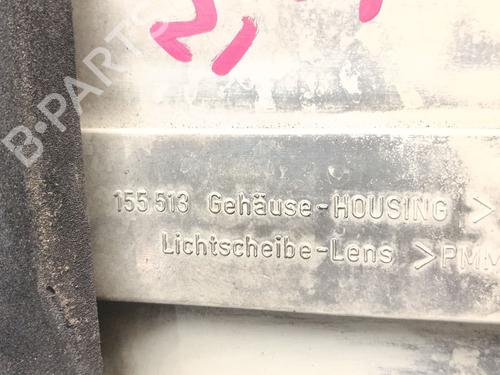 B-PARTS
155 513 Gehäuse-HOUSING >
Lichtscheibe-Lens >PMM